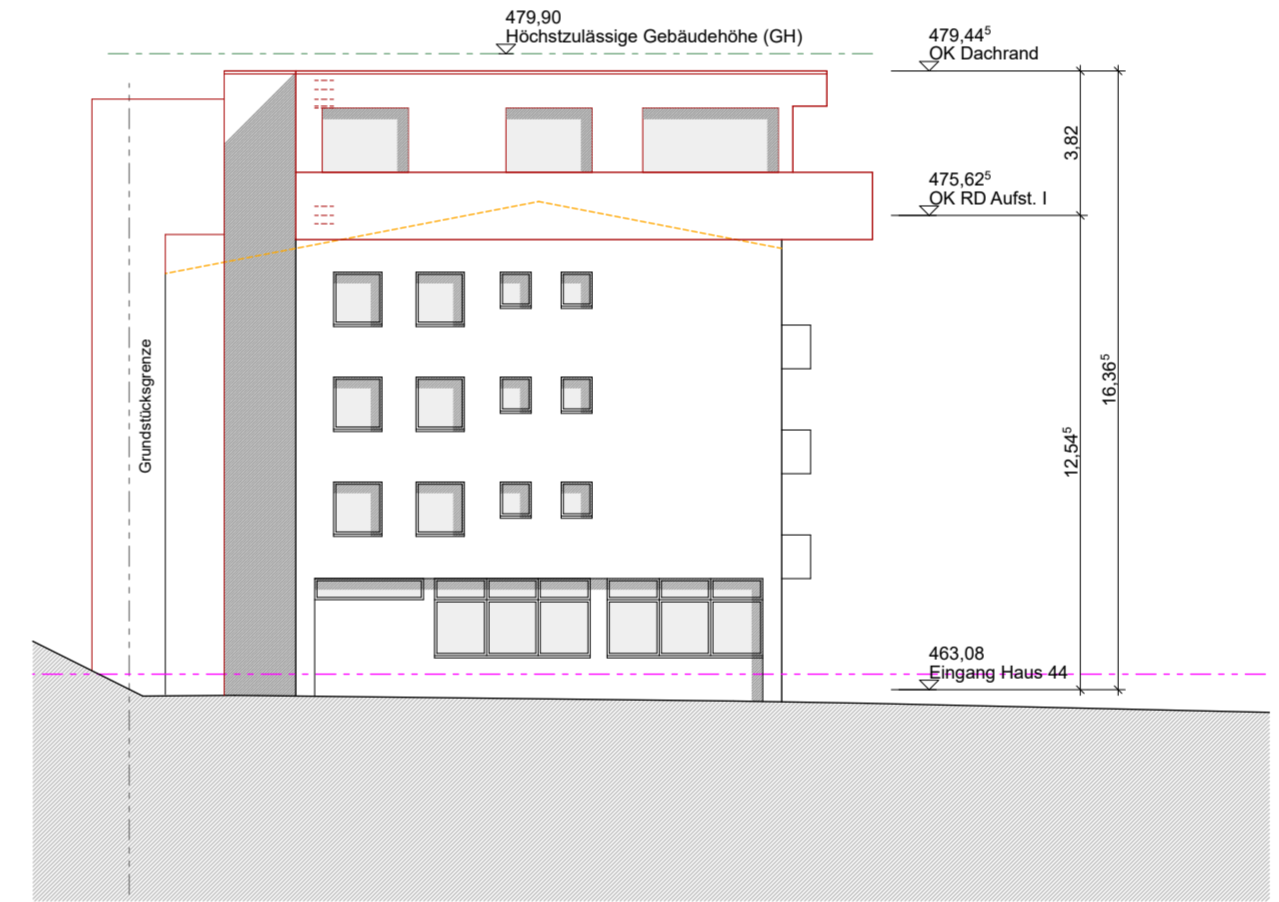 479,90
Höchstzulässige Gebäudehöhe (GH)
479,44⁵
OK Dachrand
3,82
475,62⁵
OK RD Aufst. I
Grundstücksgrenze
16,36⁵
12,54⁵
463,08
Eingang Haus 44